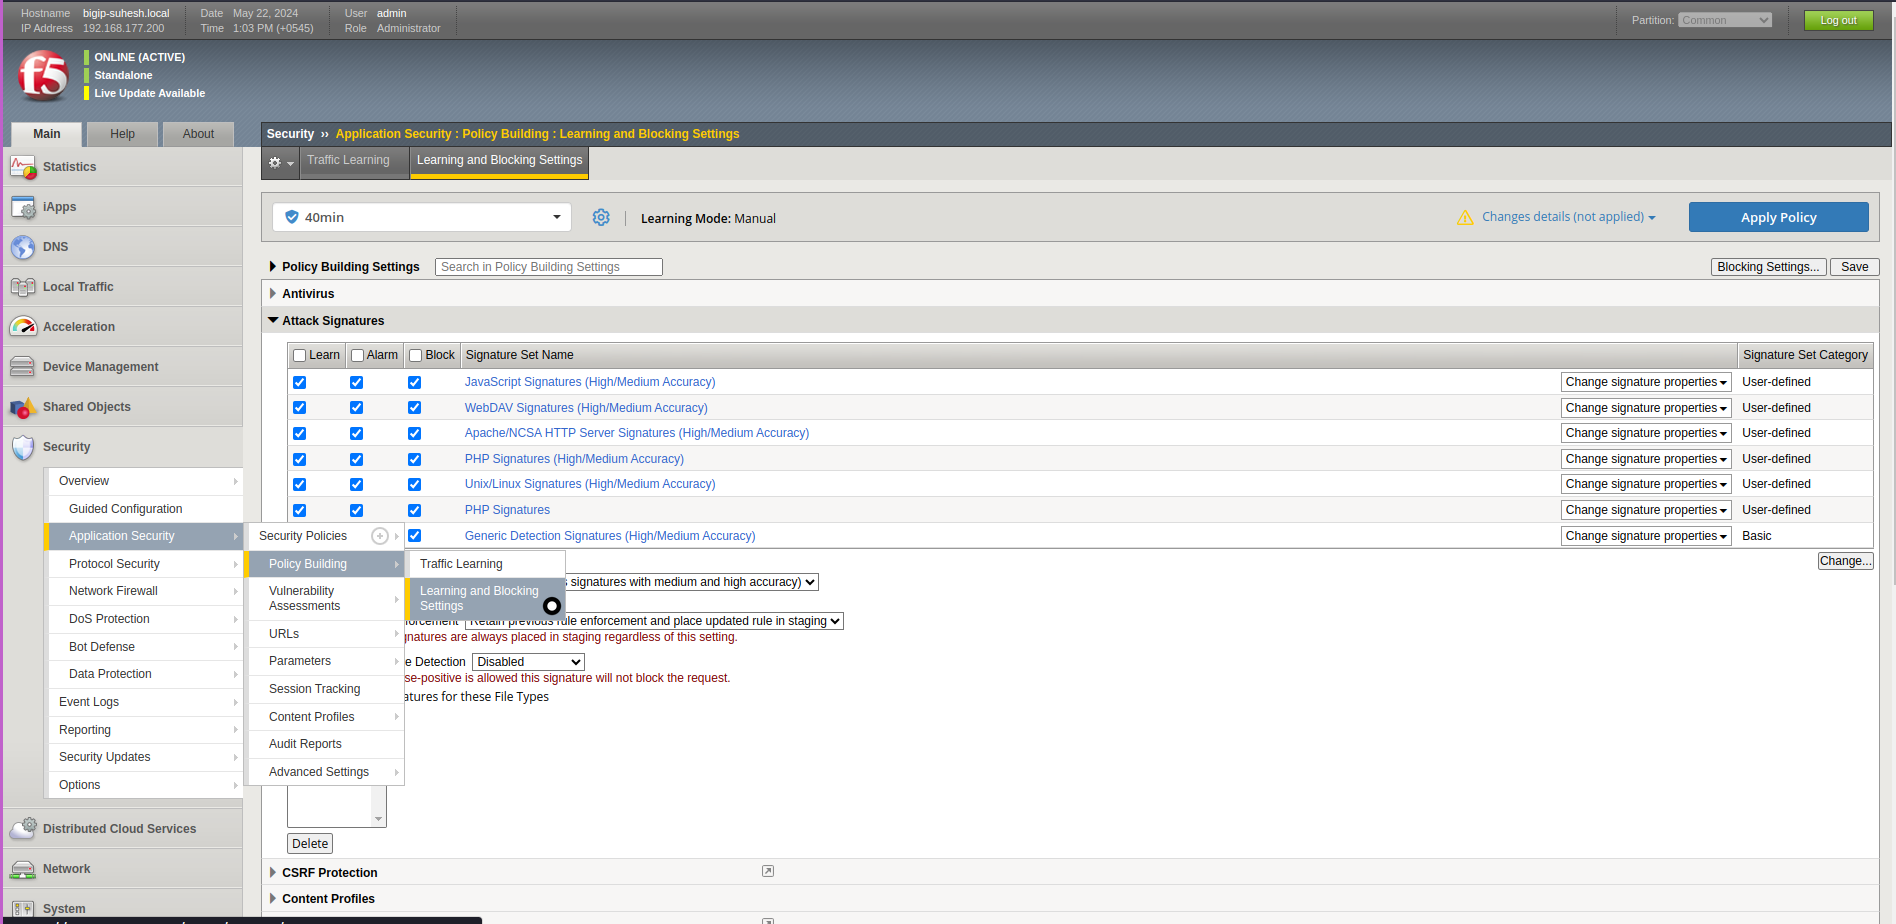 Hostname bigip-suhesh.local Date May 22, 2024 User admin Partition: Common Log out
IP Address 192.168.177.200 Time 1:03 PM (+0545) Role Administrator
f5
ONLINE (ACTIVE)
Standalone
Live Update Available
Main Help About
Security ›› Application Security : Policy Building : Learning and Blocking Settings
Traffic Learning Learning and Blocking Settings
Statistics
iApps
DNS
Local Traffic
Acceleration
Device Management
Shared Objects
Security
Overview
Guided Configuration
Application Security
Protocol Security
Network Firewall
DoS Protection
Bot Defense
Data Protection
Event Logs
Reporting
Security Updates
Options
Distributed Cloud Services
Network
System
Security Policies
Policy Building
Vulnerability
Assessments
URLs
Parameters
Session Tracking
Content Profiles
Audit Reports
Advanced Settings
Traffic Learning
Learning and Blocking
Settings
40min Learning Mode: Manual Changes details (not applied) Apply Policy
Policy Building Settings Search in Policy Building Settings Blocking Settings... Save
Antivirus
Attack Signatures
Learn Alarm Block Signature Set Name Signature Set Category
JavaScript Signatures (High/Medium Accuracy) Change signature properties User-defined
WebDAV Signatures (High/Medium Accuracy) Change signature properties User-defined
Apache/NCSA HTTP Server Signatures (High/Medium Accuracy) Change signature properties User-defined
PHP Signatures (High/Medium Accuracy) Change signature properties User-defined
Unix/Linux Signatures (High/Medium Accuracy) Change signature properties User-defined
PHP Signatures Change signature properties User-defined
Generic Detection Signatures (High/Medium Accuracy) Change signature properties Basic
Change...
signatures with medium and high accuracy)
Retain previous rule enforcement and place updated rule in staging
are always placed in staging regardless of this setting.
Detection Disabled
is allowed this signature will not block the request.
for these File Types
Delete
CSRF Protection
Content Profiles